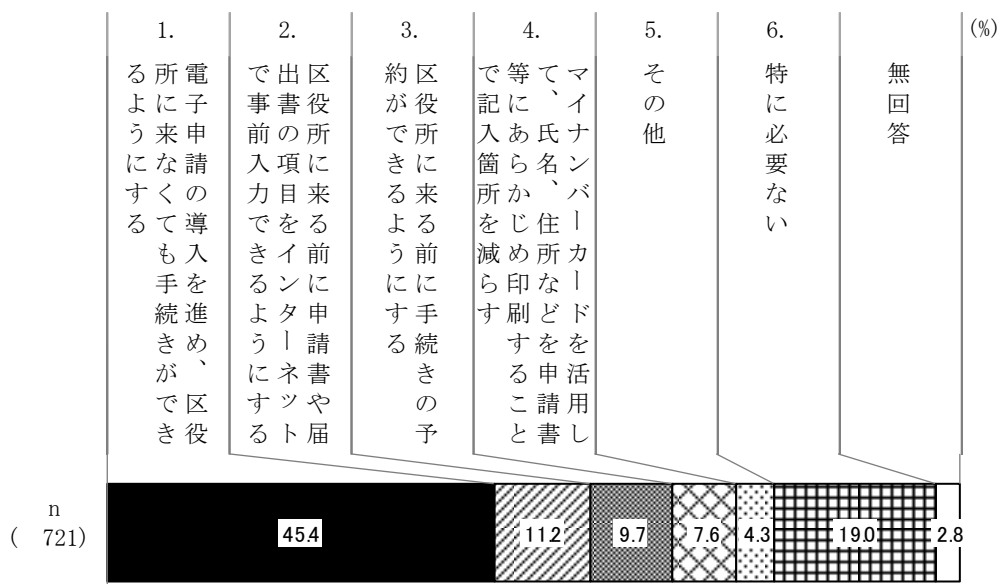 1.
電子申請の導入を進め、区役
所に来なくても手続きができ
るようにする
2.
区役所に来る前に申請書や届
出書の項目をインターネット
で事前入力できるようにする
3.
区役所に来る前に手続きの予
約ができるようにする
4.
マイナンバーカードを活用し
て、氏名、住所などを申請書
等にあらかじめ印刷すること
で記入箇所を減らす
5.
その他
6.
特に必要ない
無回答
(%)
n
( 721)
45.4
11.2
9.7
7.6
4.3
19.0
2.8